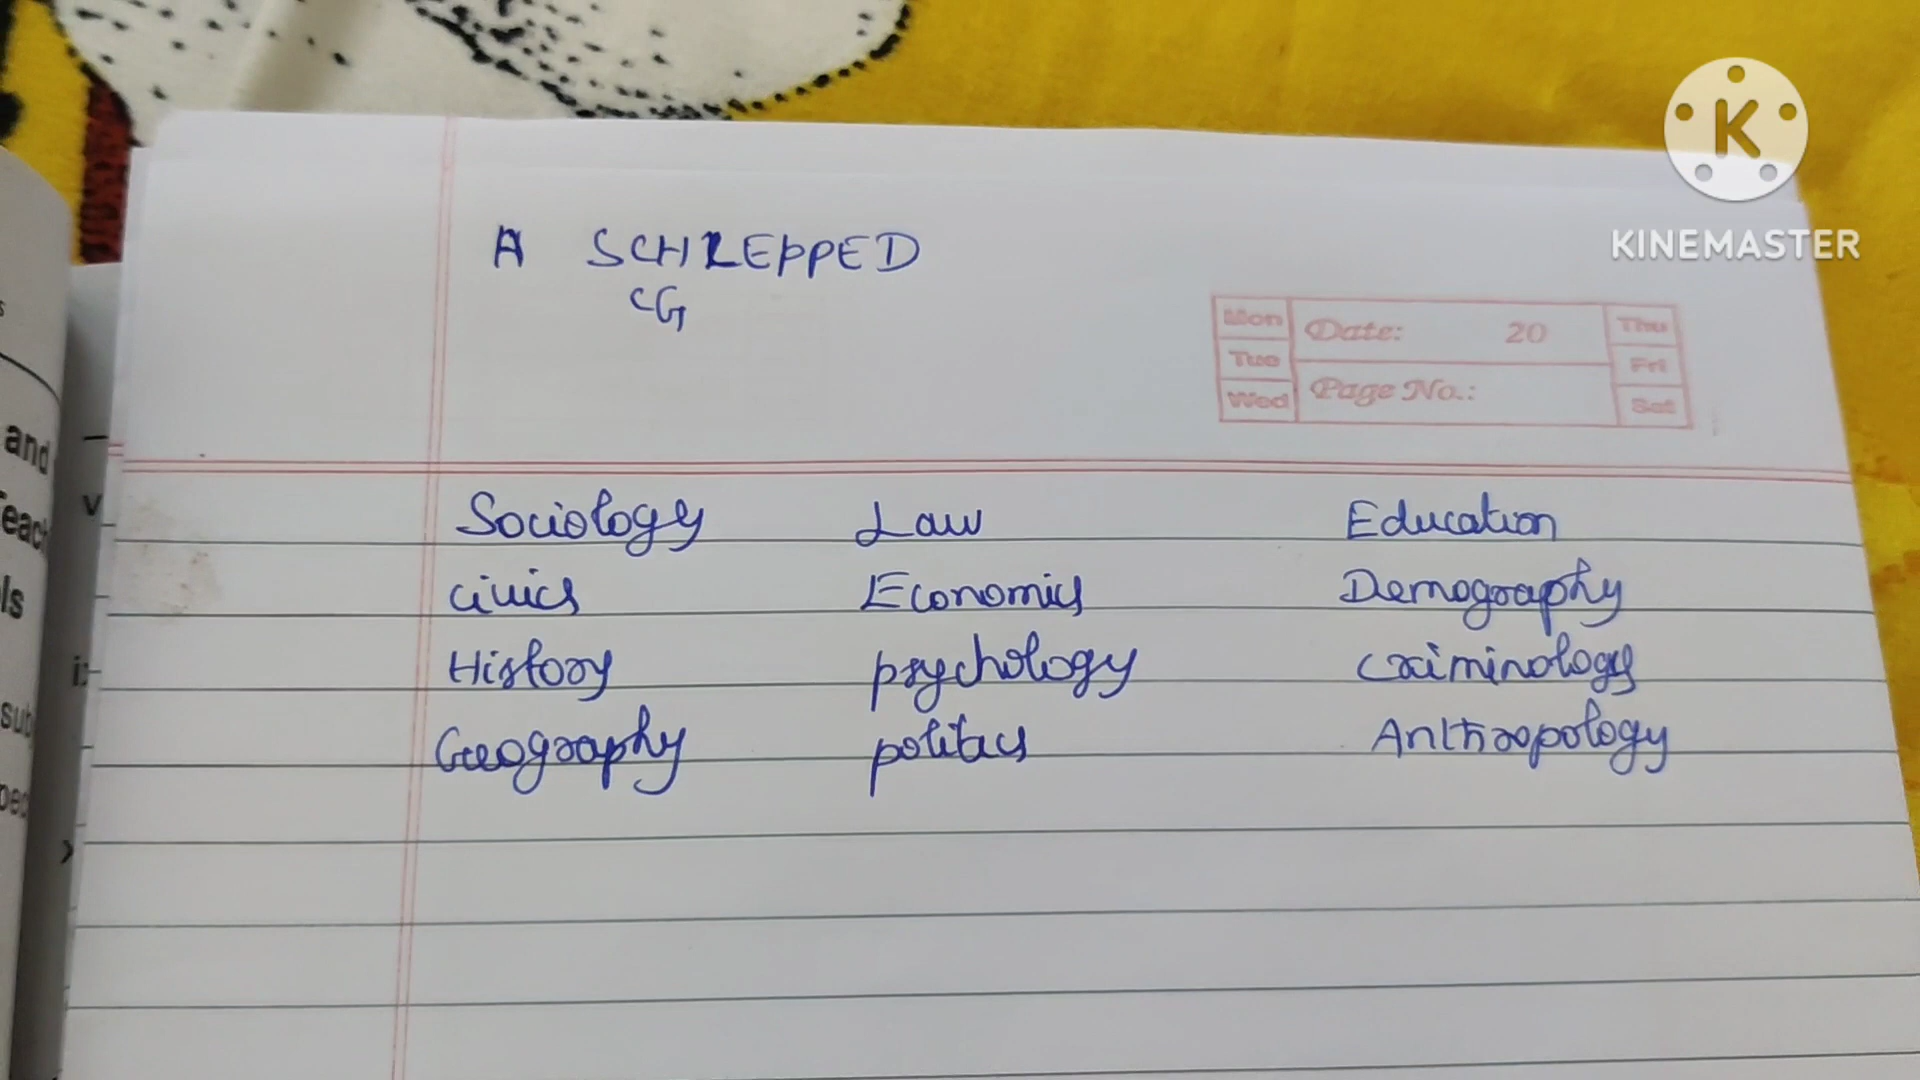 K
KINEMASTER
A SCHLEPPED
CG
Mon Date: 20 Thu
Tue Fri
Wed Page No.: Sat
Sociology Law Education
Civics Economics Demography
History psychology Criminology
Geography politics Anthropology
and